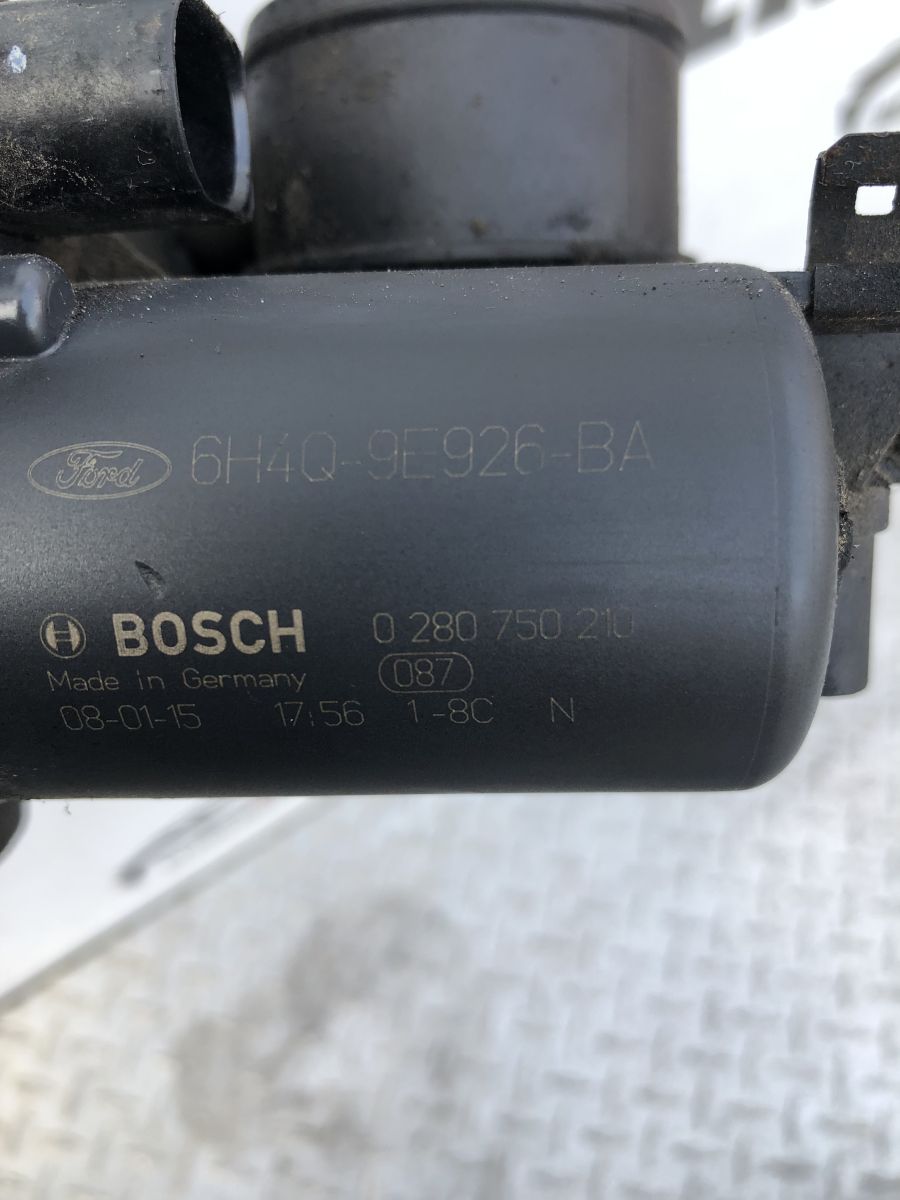 Ford 6H4Q-9E926-BA
BOSCH 0 280 750 210
Made in Germany 087
08-01-15 17:56 1-8C N